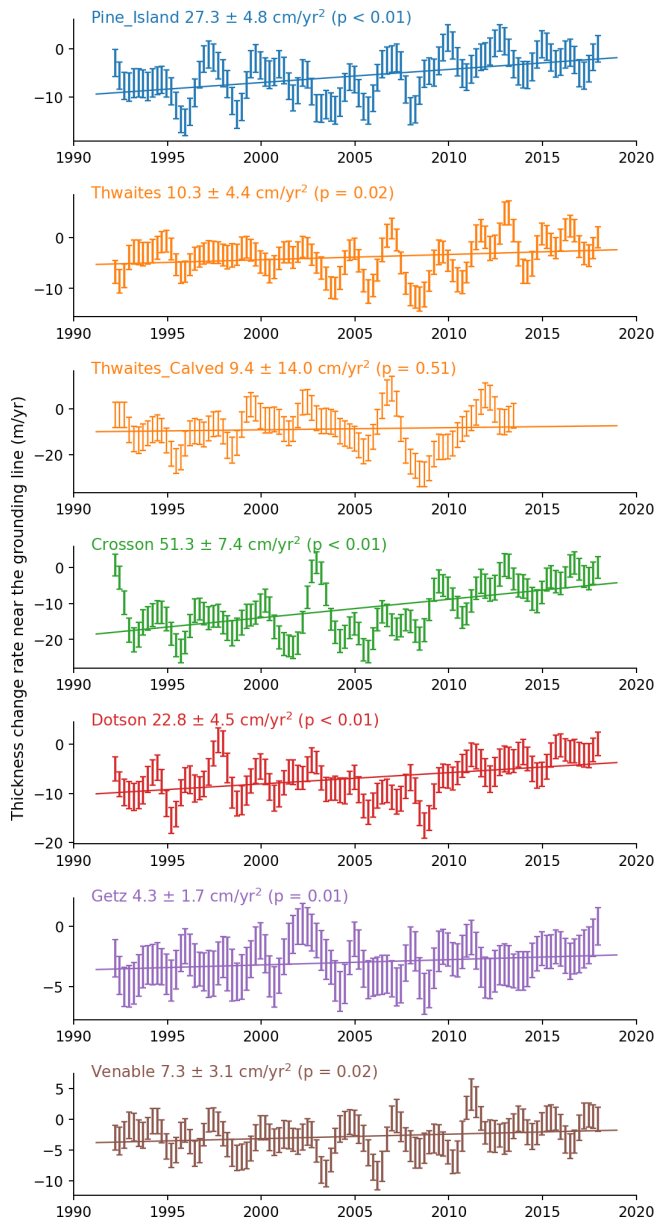 Pine_Island 27.3 ± 4.8 cm/yr² (p < 0.01)
0
−10
1990 1995 2000 2005 2010 2015 2020
Thwaites 10.3 ± 4.4 cm/yr² (p = 0.02)
0
−10
1990 1995 2000 2005 2010 2015 2020
Thwaites_Calved 9.4 ± 14.0 cm/yr² (p = 0.51)
0
−20
1990 1995 2000 2005 2010 2015 2020
Thickness change rate near the grounding line (m/yr)
Crosson 51.3 ± 7.4 cm/yr² (p < 0.01)
0
−10
−20
1990 1995 2000 2005 2010 2015 2020
Dotson 22.8 ± 4.5 cm/yr² (p < 0.01)
0
−10
−20
1990 1995 2000 2005 2010 2015 2020
Getz 4.3 ± 1.7 cm/yr² (p = 0.01)
0
−5
1990 1995 2000 2005 2010 2015 2020
Venable 7.3 ± 3.1 cm/yr² (p = 0.02)
5
0
−5
−10
1990 1995 2000 2005 2010 2015 2020